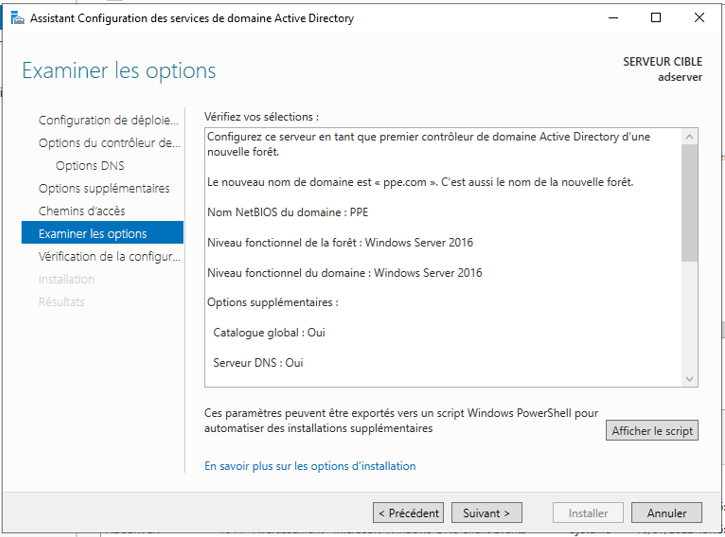 Assistant Configuration des services de domaine Active Directory
Examiner les options
SERVEUR CIBLE
adserver
Configuration de déploie...
Options du contrôleur de...
Options DNS
Options supplémentaires
Chemins d'accès
Examiner les options
Vérification de la configur...
Installation
Résultats
Vérifiez vos sélections :
Configurez ce serveur en tant que premier contrôleur de domaine Active Directory d'une
nouvelle forêt.
Le nouveau nom de domaine est « ppe.com ». C'est aussi le nom de la nouvelle forêt.
Nom NetBIOS du domaine : PPE
Niveau fonctionnel de la forêt : Windows Server 2016
Niveau fonctionnel du domaine : Windows Server 2016
Options supplémentaires :
Catalogue global : Oui
Serveur DNS : Oui
Ces paramètres peuvent être exportés vers un script Windows PowerShell pour
automatiser des installations supplémentaires
Afficher le script
En savoir plus sur les options d'installation
< Précédent
Suivant >
Installer
Annuler